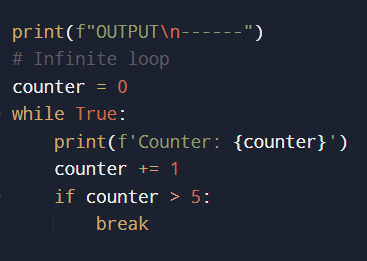 print(f"OUTPUT\n------")
# Infinite loop
counter = 0
while True:
    print(f'Counter: {counter}')
    counter += 1
    if counter > 5:
        break